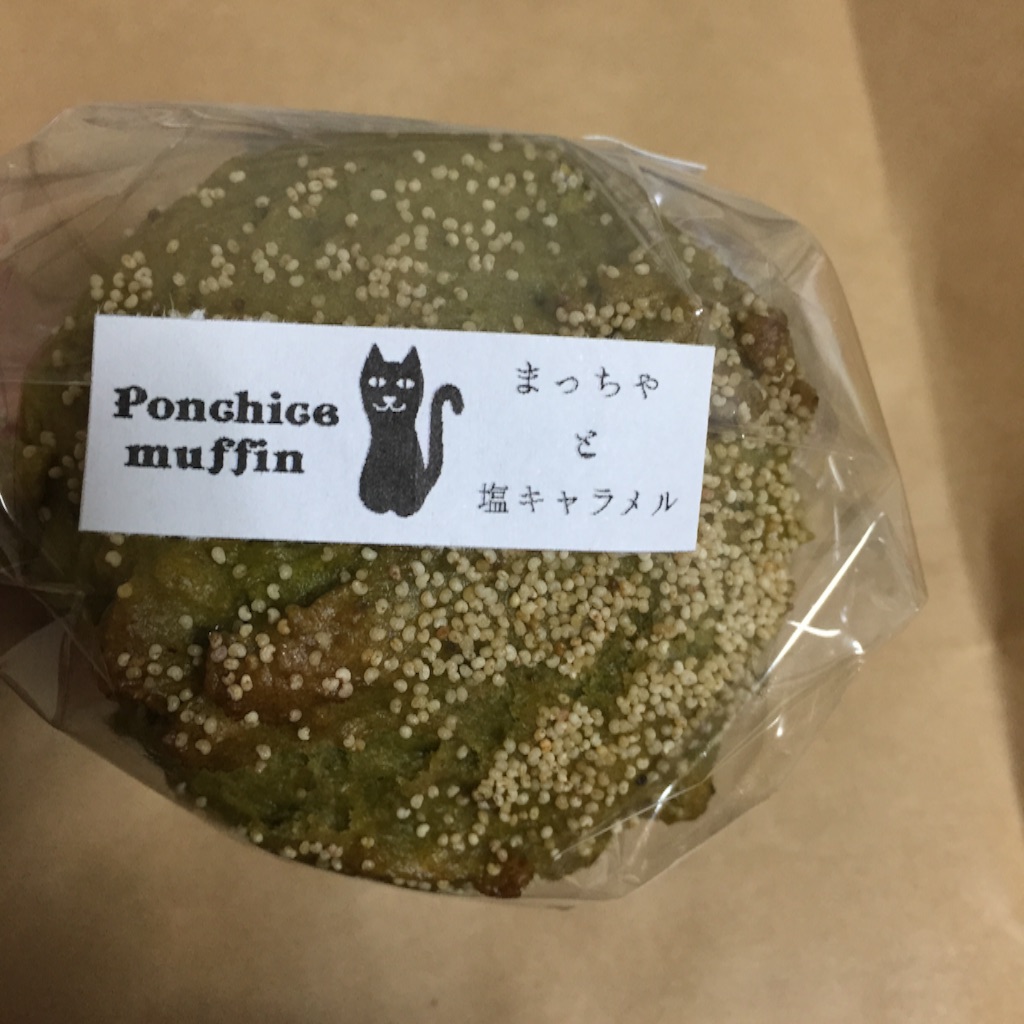 Ponchice
muffin
まっちゃ
と
塩キャラメル